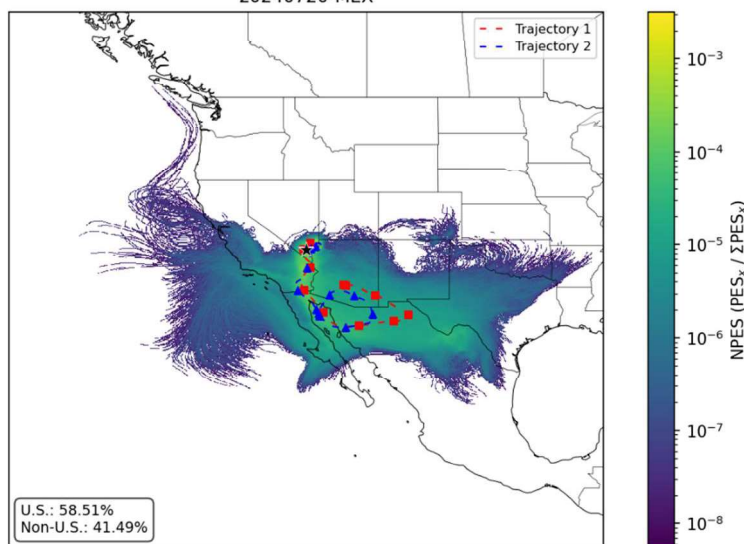 20240720 MEX
Trajectory 1
Trajectory 2
U.S.: 58.51%
Non-U.S.: 41.49%
10⁻³
10⁻⁴
10⁻⁵
10⁻⁶
10⁻⁷
10⁻⁸
NPES (PESₓ / ΣPESₓ)